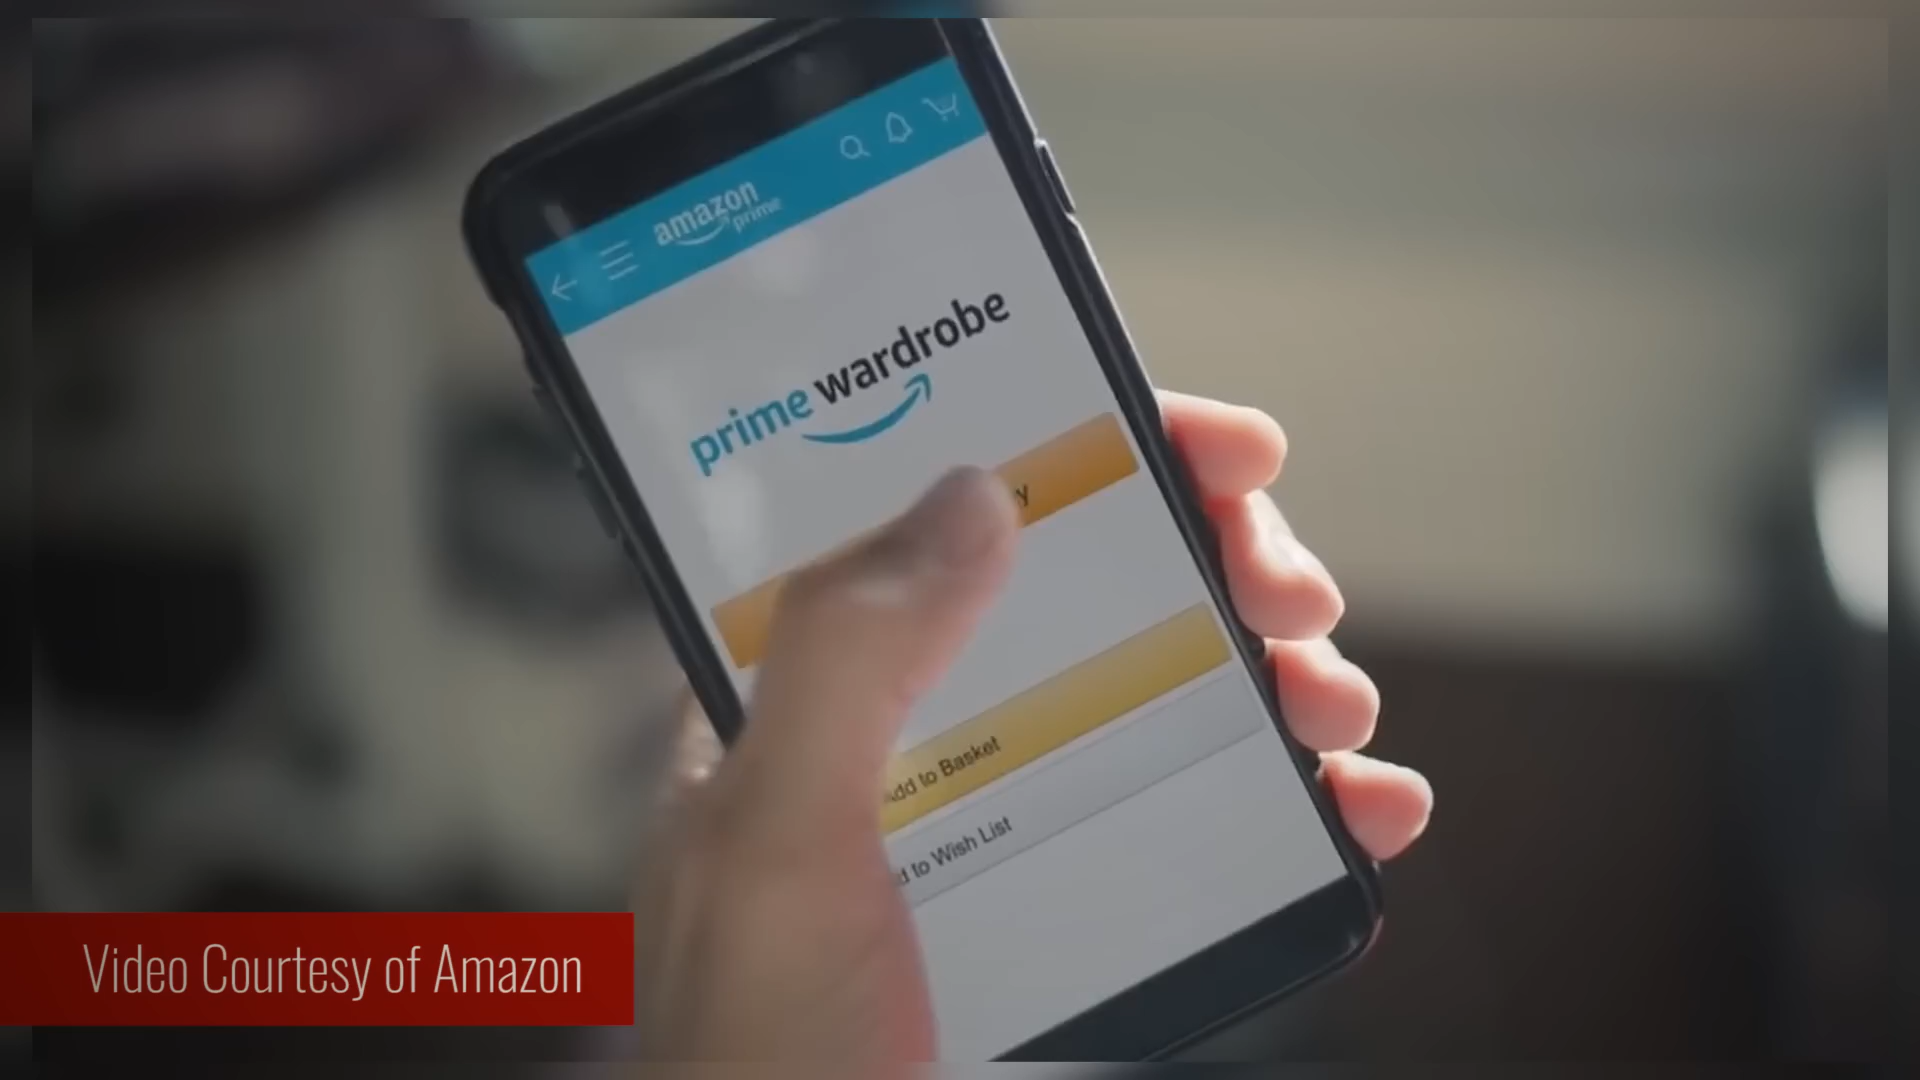 amazon
prime
prime wardrobe
Add to Basket
to Wish List
Video Courtesy of Amazon